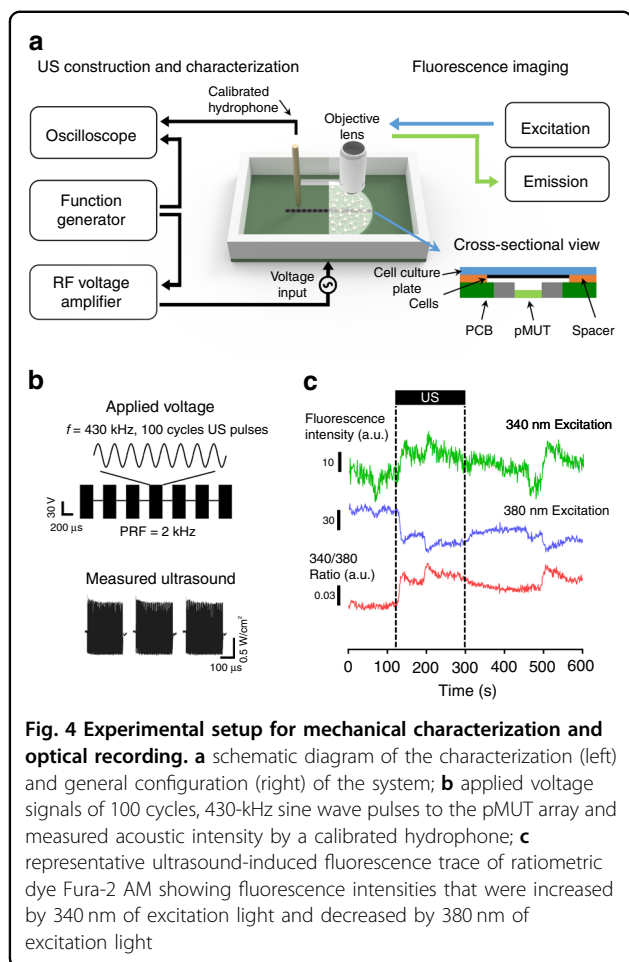 a
US construction and characterization
Fluorescence imaging
Calibrated
hydrophone
Objective
lens
Oscilloscope
Function
generator
RF voltage
amplifier
Excitation
Emission
Voltage
input
Cross-sectional view
Cell culture
plate
Cells
PCB
pMUT
Spacer
b
Applied voltage
f = 430 kHz, 100 cycles US pulses
30 V
200 µs
PRF = 2 kHz
Measured ultrasound
0.5 W/cm²
100 µs
c
US
Fluorescence
intensity (a.u.)
340 nm Excitation
10
380 nm Excitation
30
340/380
Ratio (a.u.)
0.03
0 100 200 300 400 500 600
Time (s)
Fig. 4 Experimental setup for mechanical characterization and
optical recording. a schematic diagram of the characterization (left)
and general configuration (right) of the system; b applied voltage
signals of 100 cycles, 430-kHz sine wave pulses to the pMUT array and
measured acoustic intensity by a calibrated hydrophone; c
representative ultrasound-induced fluorescence trace of ratiometric
dye Fura-2 AM showing fluorescence intensities that were increased
by 340 nm of excitation light and decreased by 380 nm of
excitation light